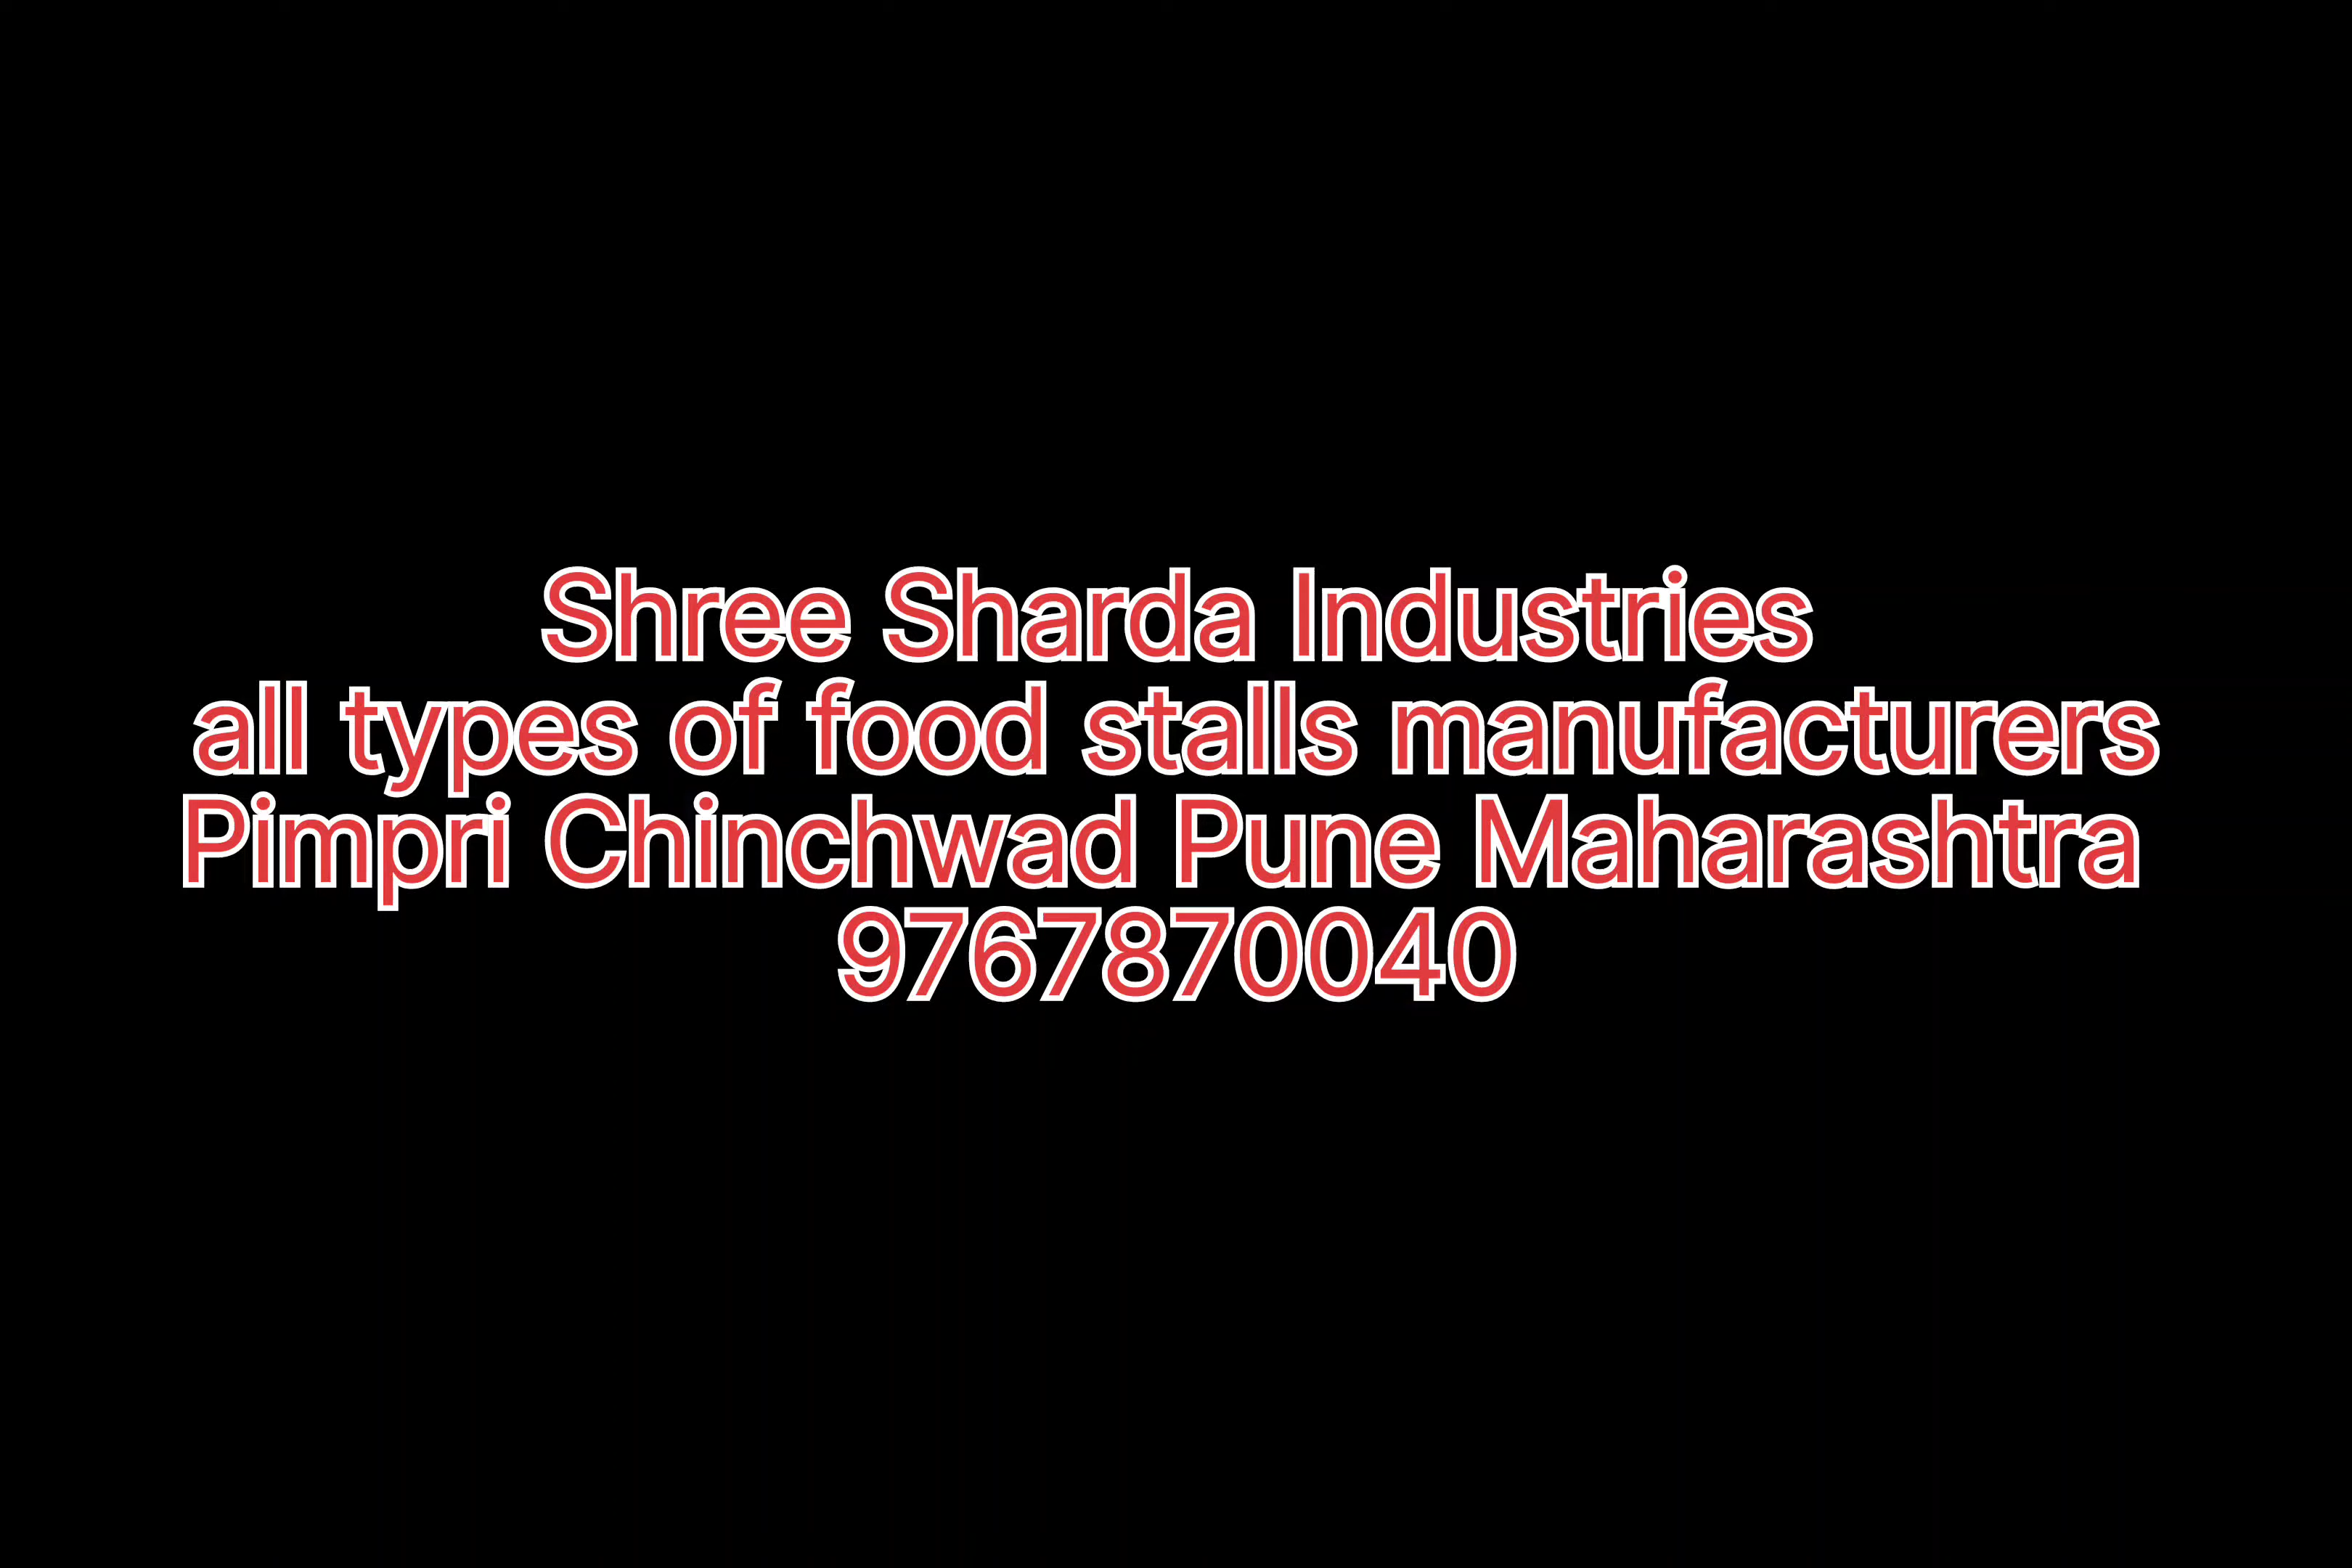 Shree Sharda Industries
all types of food stalls manufacturers
Pimpri Chinchwad Pune Maharashtra
9767870040